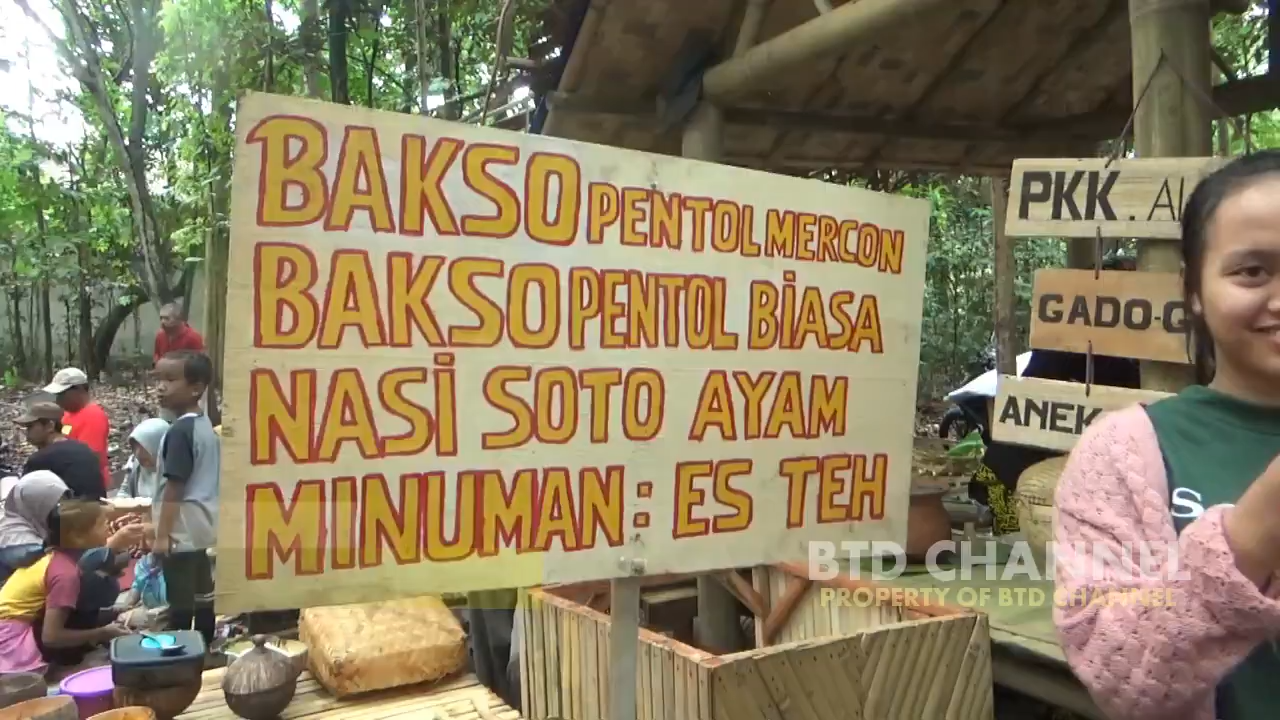 BAKSO PENTOL MERCON
BAKSO PENTOL BIASA
NASI SOTO AYAM
MINUMAN : ES TEH
PKK.
GADO-G
ANEK
S
BTD CHANNEL
PROPERTY OF BTD CHANNEL